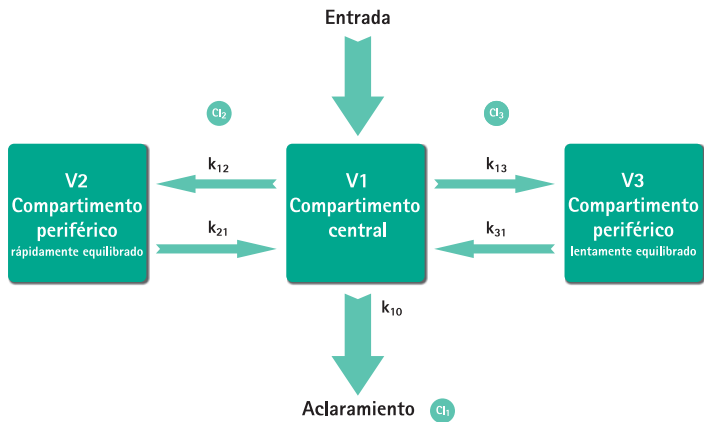 Entrada
Cl₂
Cl₃
V2
Compartimento
periférico
rápidamente equilibrado
k₁₂
k₂₁
V1
Compartimento
central
k₁₃
k₃₁
V3
Compartimento
periférico
lentamente equilibrado
k₁₀
Aclaramiento Cl₁